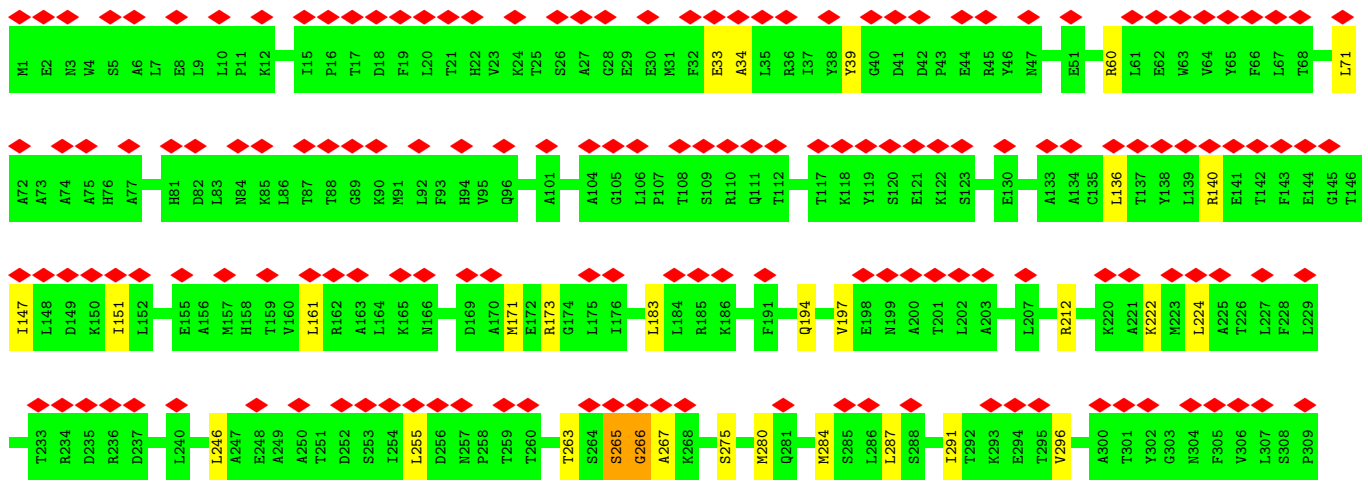 M1 E2 N3 W4 S5 A6 L7 E8 L9 L10 P11 K12 I15 P16 T17 D18 F19 L20 T21 H22 V23 K24 T25 S26 A27 G28 E29 E30 M31 F32 E33 A34 L35 R36 I37 Y38 Y39 G40 D41 D42 P43 E44 R45 Y46 N47 E51 R60 L61 E62 W63 V64 Y65 F66 L67 T68 L71
A72 A73 A74 A75 H76 A77 H81 D82 L83 N84 K85 L86 T87 T88 G89 K90 M91 L92 F93 H94 V95 Q96 A101 A104 G105 L106 P107 T108 S109 R110 Q111 T112 T117 K118 Y119 S120 E121 K122 S123 E130 A133 A134 C135 L136 T137 Y138 L139 R140 E141 T142 F143 E144 G145 T146
I147 L148 D149 K150 I151 L152 E155 A156 M157 H158 T159 V160 L161 R162 A163 L164 K165 N166 D169 A170 M171 E172 R173 G174 L175 I176 L183 L184 R185 K186 F191 Q194 V197 E198 N199 A200 T201 L202 A203 L207 R212 K220 A221 K222 M223 L224 A225 T226 L227 F228 L229
T233 R234 D235 R236 D237 L240 L246 A247 E248 A249 A250 T251 D252 S253 I254 L255 D256 N257 P258 T259 T260 T263 S264 S265 G266 A267 K268 S275 M280 Q281 M284 S285 L286 L287 S288 I291 T292 K293 E294 T295 V296 A300 T301 Y302 G303 N304 F305 V306 L307 S308 P309